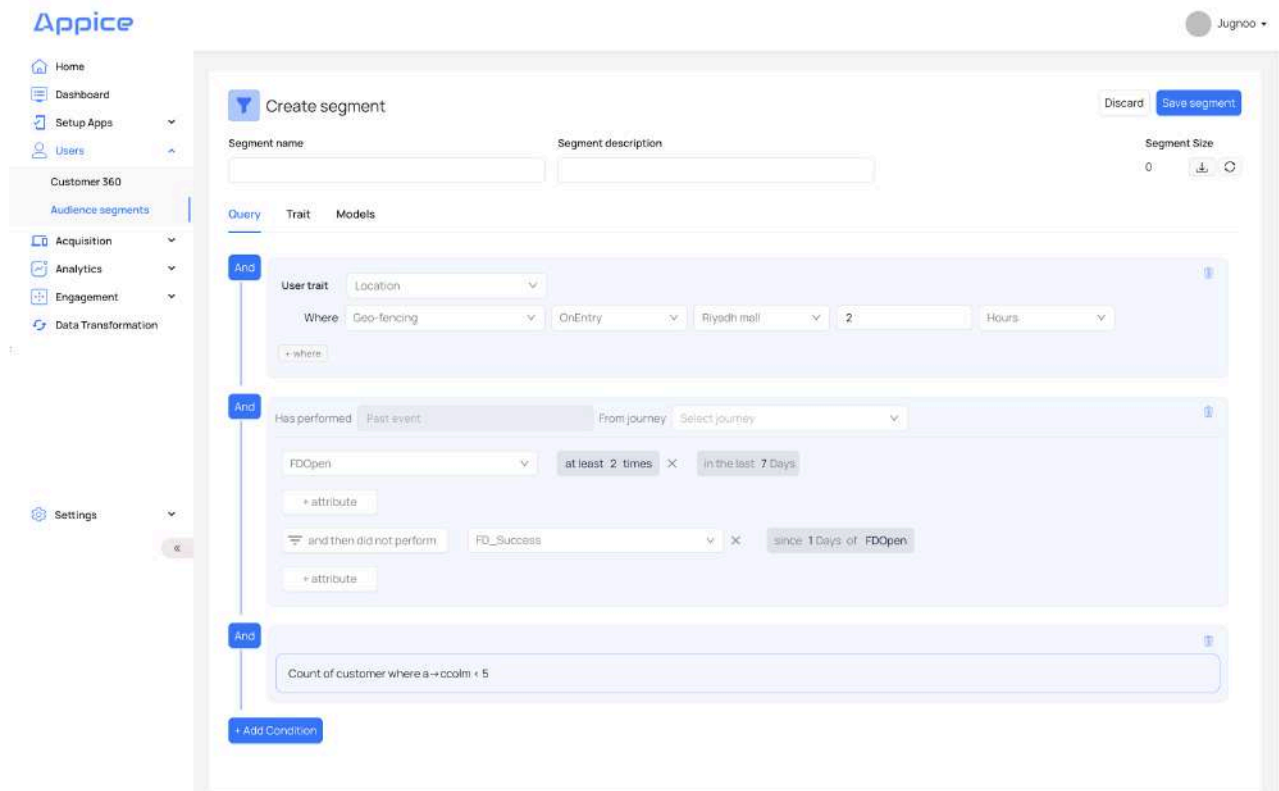 Appice
Jugnoo
Home
Dashboard
Setup Apps
Users
Customer 360
Audience segments
Acquisition
Analytics
Engagement
Data Transformation
Settings
«
Create segment
Discard Save segment
Segment name Segment description Segment Size
0
Query Trait Models
And
User trait Location
Where Geo-fencing OnEntry Riyadh mall 2 Hours
+ where
And
Has performed Past event From journey Select journey
FDOpen at least 2 times × in the last 7 Days
+ attribute
and then did not perform FD_Success × since 1 Days of FDOpen
+ attribute
And
Count of customer where a→ccolm < 5
+ Add Condition